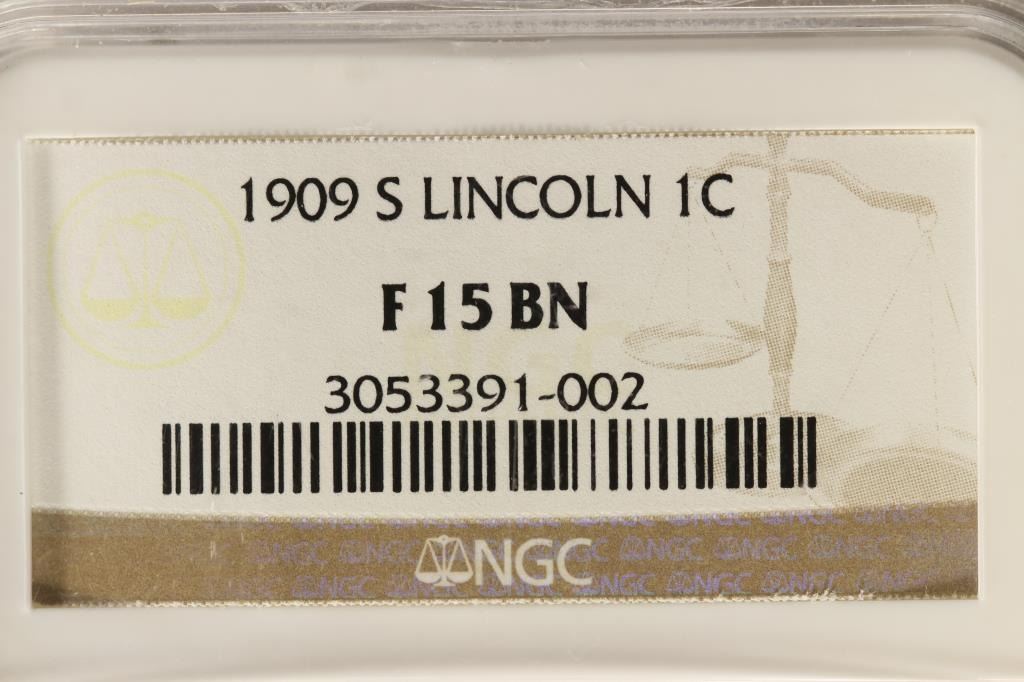 1909 S LINCOLN 1C
F 15 BN
3053391-002
NGC